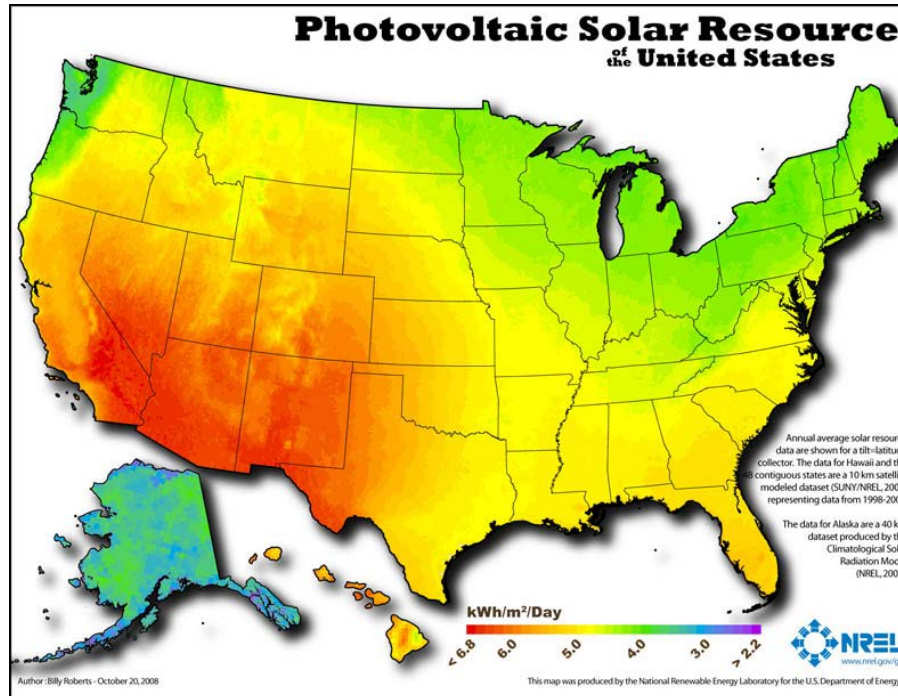 Photovoltaic Solar Resource
of the United States
Annual average solar resourc
data are shown for a tilt=latitud
collector. The data for Hawaii and th
48 contiguous states are a 10 km satelli
modeled dataset (SUNY/NREL, 200
representing data from 1998-200
The data for Alaska are a 40 k
dataset produced by th
Climatological Sol
Radiation Mod
(NREL, 200
kWh/m²/Day
< 6.8 6.0 5.0 4.0 3.0 > 2.2
NREL
www.nrel.gov/g
Author : Billy Roberts - October 20, 2008
This map was produced by the National Renewable Energy Laboratory for the U.S. Department of Energy